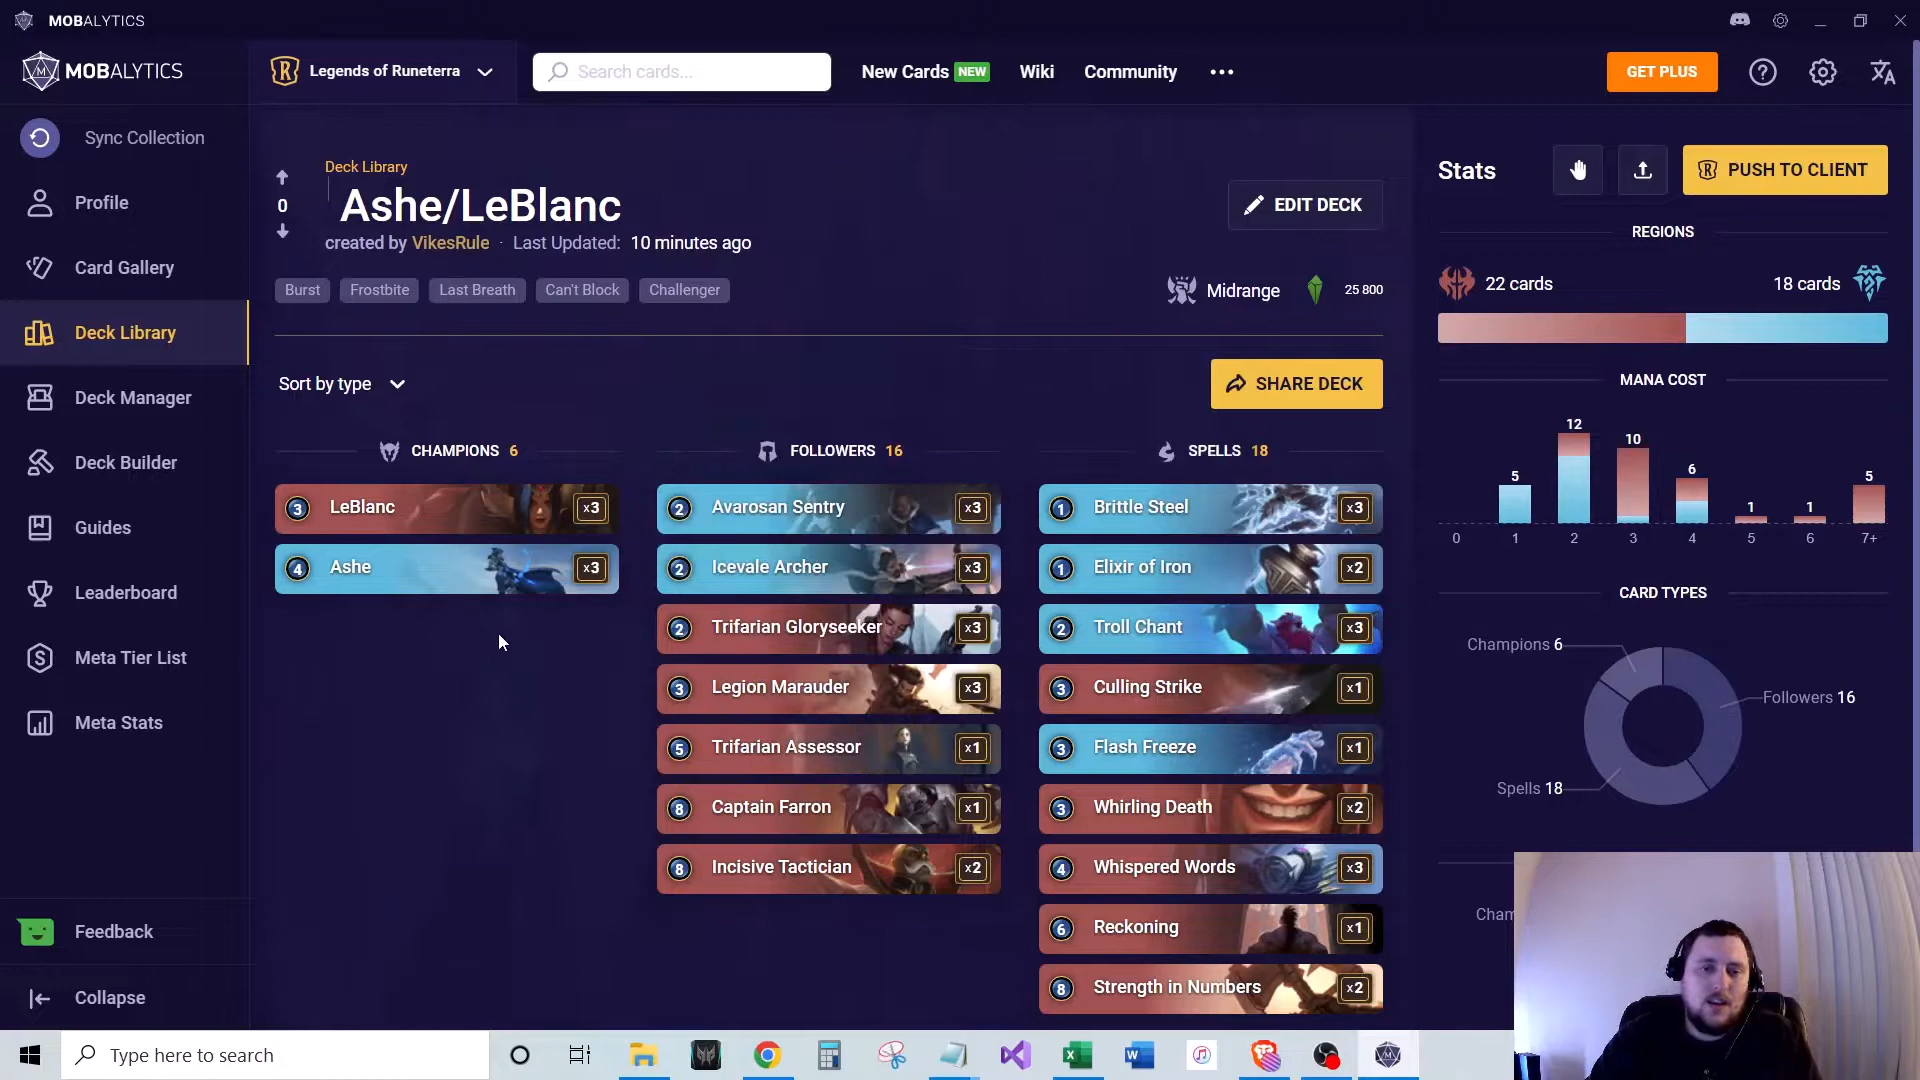 MOBALYTICS
MOBALYTICS
Legends of Runeterra
Search cards...
New Cards NEW
Wiki
Community
GET PLUS
Sync Collection
Profile
Card Gallery
Deck Library
Deck Manager
Deck Builder
Guides
Leaderboard
Meta Tier List
Meta Stats
Feedback
Collapse
Deck Library
0
Ashe/LeBlanc
created by VikesRule · Last Updated: 10 minutes ago
EDIT DECK
Burst Frostbite Last Breath Can't Block Challenger
Midrange 25 800
Sort by type
SHARE DECK
CHAMPIONS 6
3 LeBlanc x3
4 Ashe x3
FOLLOWERS 16
2 Avarosan Sentry x3
2 Icevale Archer x3
2 Trifarian Gloryseeker x3
3 Legion Marauder x3
5 Trifarian Assessor x1
8 Captain Farron x1
8 Incisive Tactician x2
SPELLS 18
1 Brittle Steel x3
1 Elixir of Iron x2
2 Troll Chant x3
3 Culling Strike x1
3 Flash Freeze x1
3 Whirling Death x2
4 Whispered Words x3
6 Reckoning x1
8 Strength in Numbers x2
Stats
PUSH TO CLIENT
REGIONS
22 cards 18 cards
MANA COST
5 12 10 6 1 1 5
0 1 2 3 4 5 6 7+
CARD TYPES
Champions 6
Followers 16
Spells 18
Cham
Type here to search